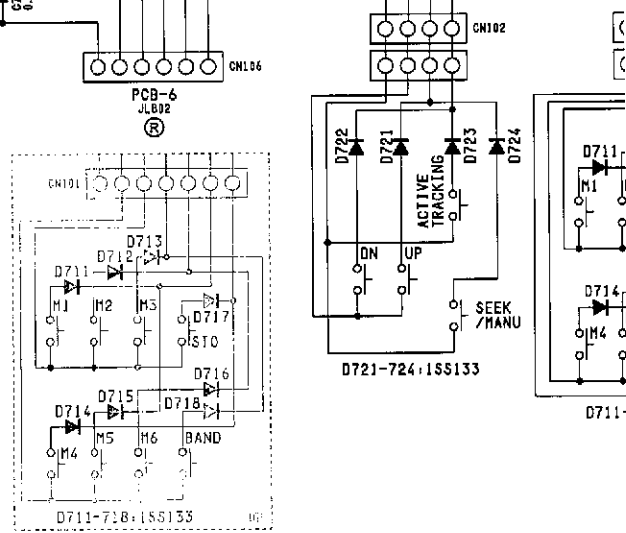 CN102
CN106
PCB-6
JLB02
R
D722
D721
D723
D724
ACTIVE
TRACKING
DN
UP
SEEK
/MANU
D721-724:1SS133
CN101
D713
D712
D711
M1
M2
M3
D717
STO
D716
D715
D718
D714
M4
M5
M6
BAND
D711-718:1SS133
D711
M1
D714
M4
D711-